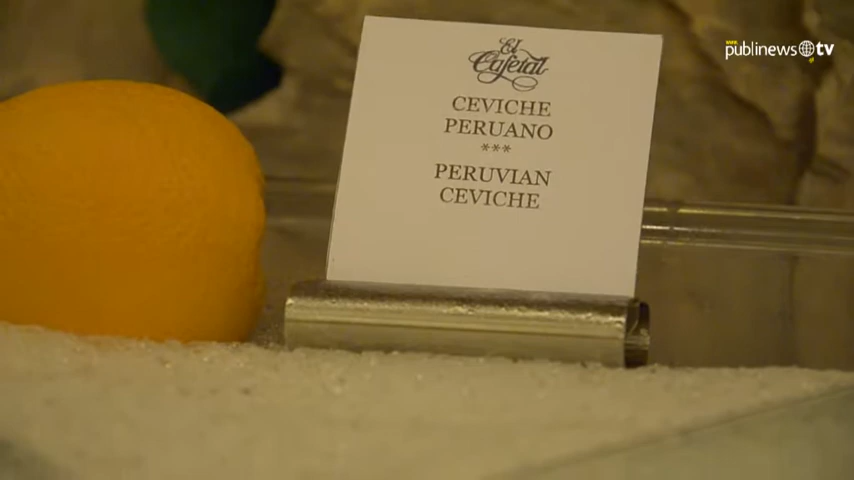 publinews tv
El
Cafetal
CEVICHE
PERUANO
***
PERUVIAN
CEVICHE